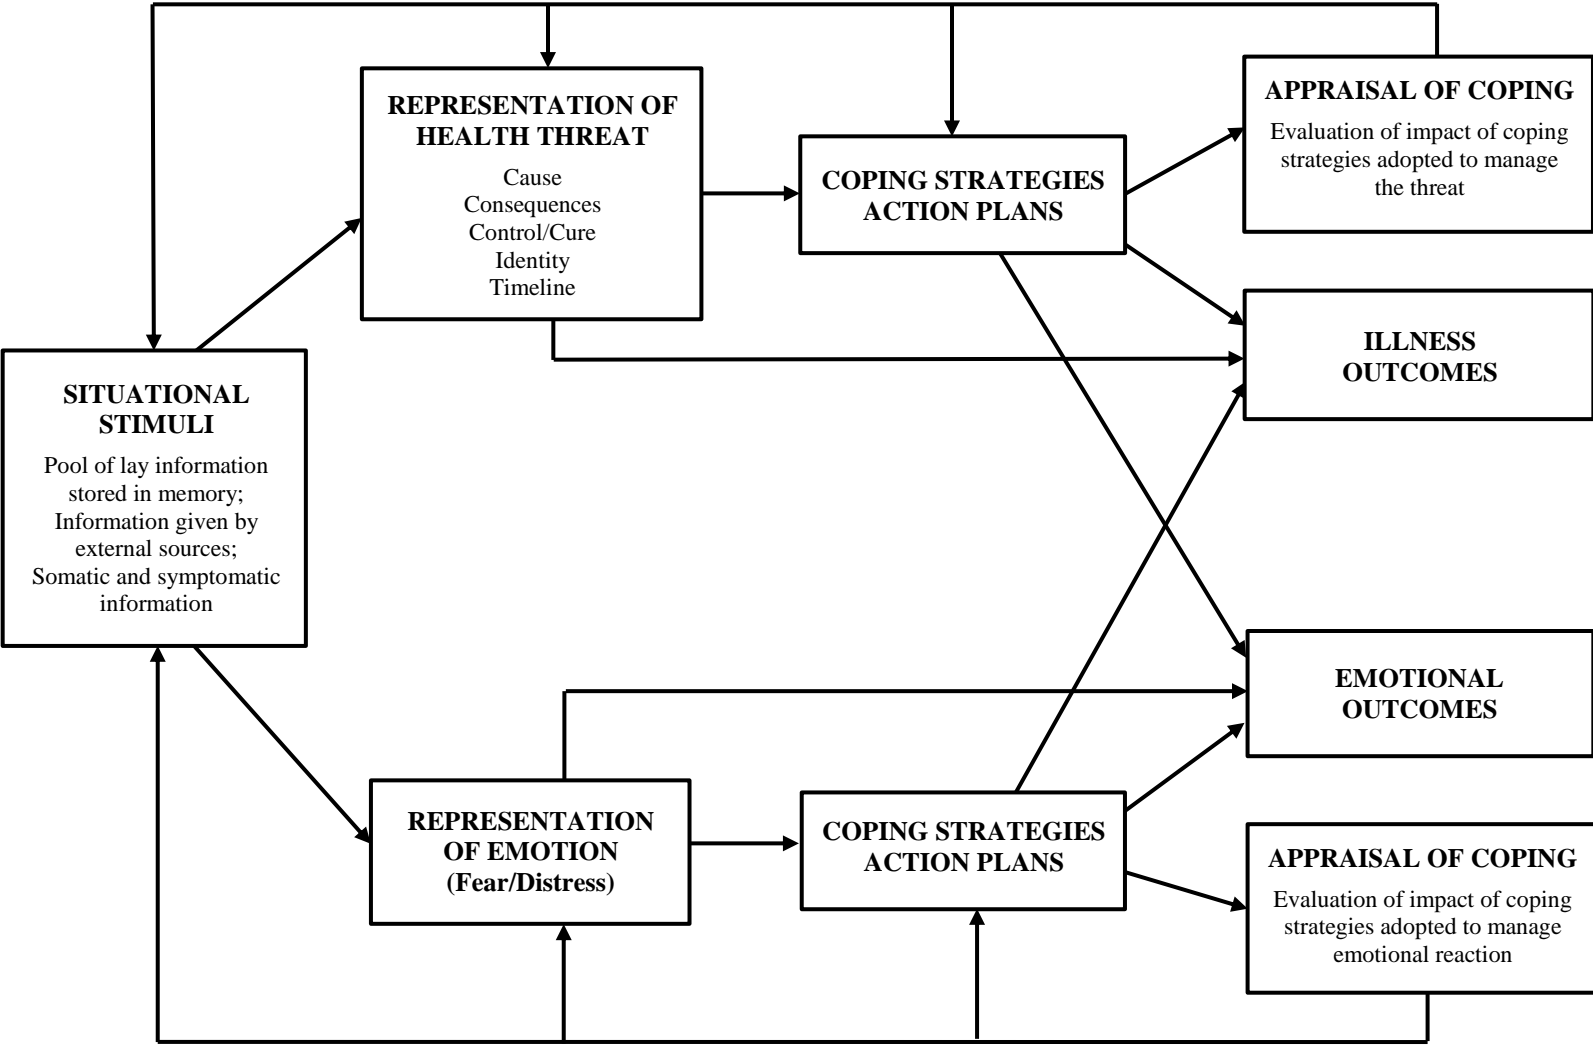 REPRESENTATION OF
HEALTH THREAT
Cause
Consequences
Control/Cure
Identity
Timeline
COPING STRATEGIES
ACTION PLANS
APPRAISAL OF COPING
Evaluation of impact of coping
strategies adopted to manage
the threat
ILLNESS
OUTCOMES
SITUATIONAL
STIMULI
Pool of lay information
stored in memory;
Information given by
external sources;
Somatic and symptomatic
information
EMOTIONAL
OUTCOMES
REPRESENTATION
OF EMOTION
(Fear/Distress)
COPING STRATEGIES
ACTION PLANS
APPRAISAL OF COPING
Evaluation of impact of coping
strategies adopted to manage
emotional reaction